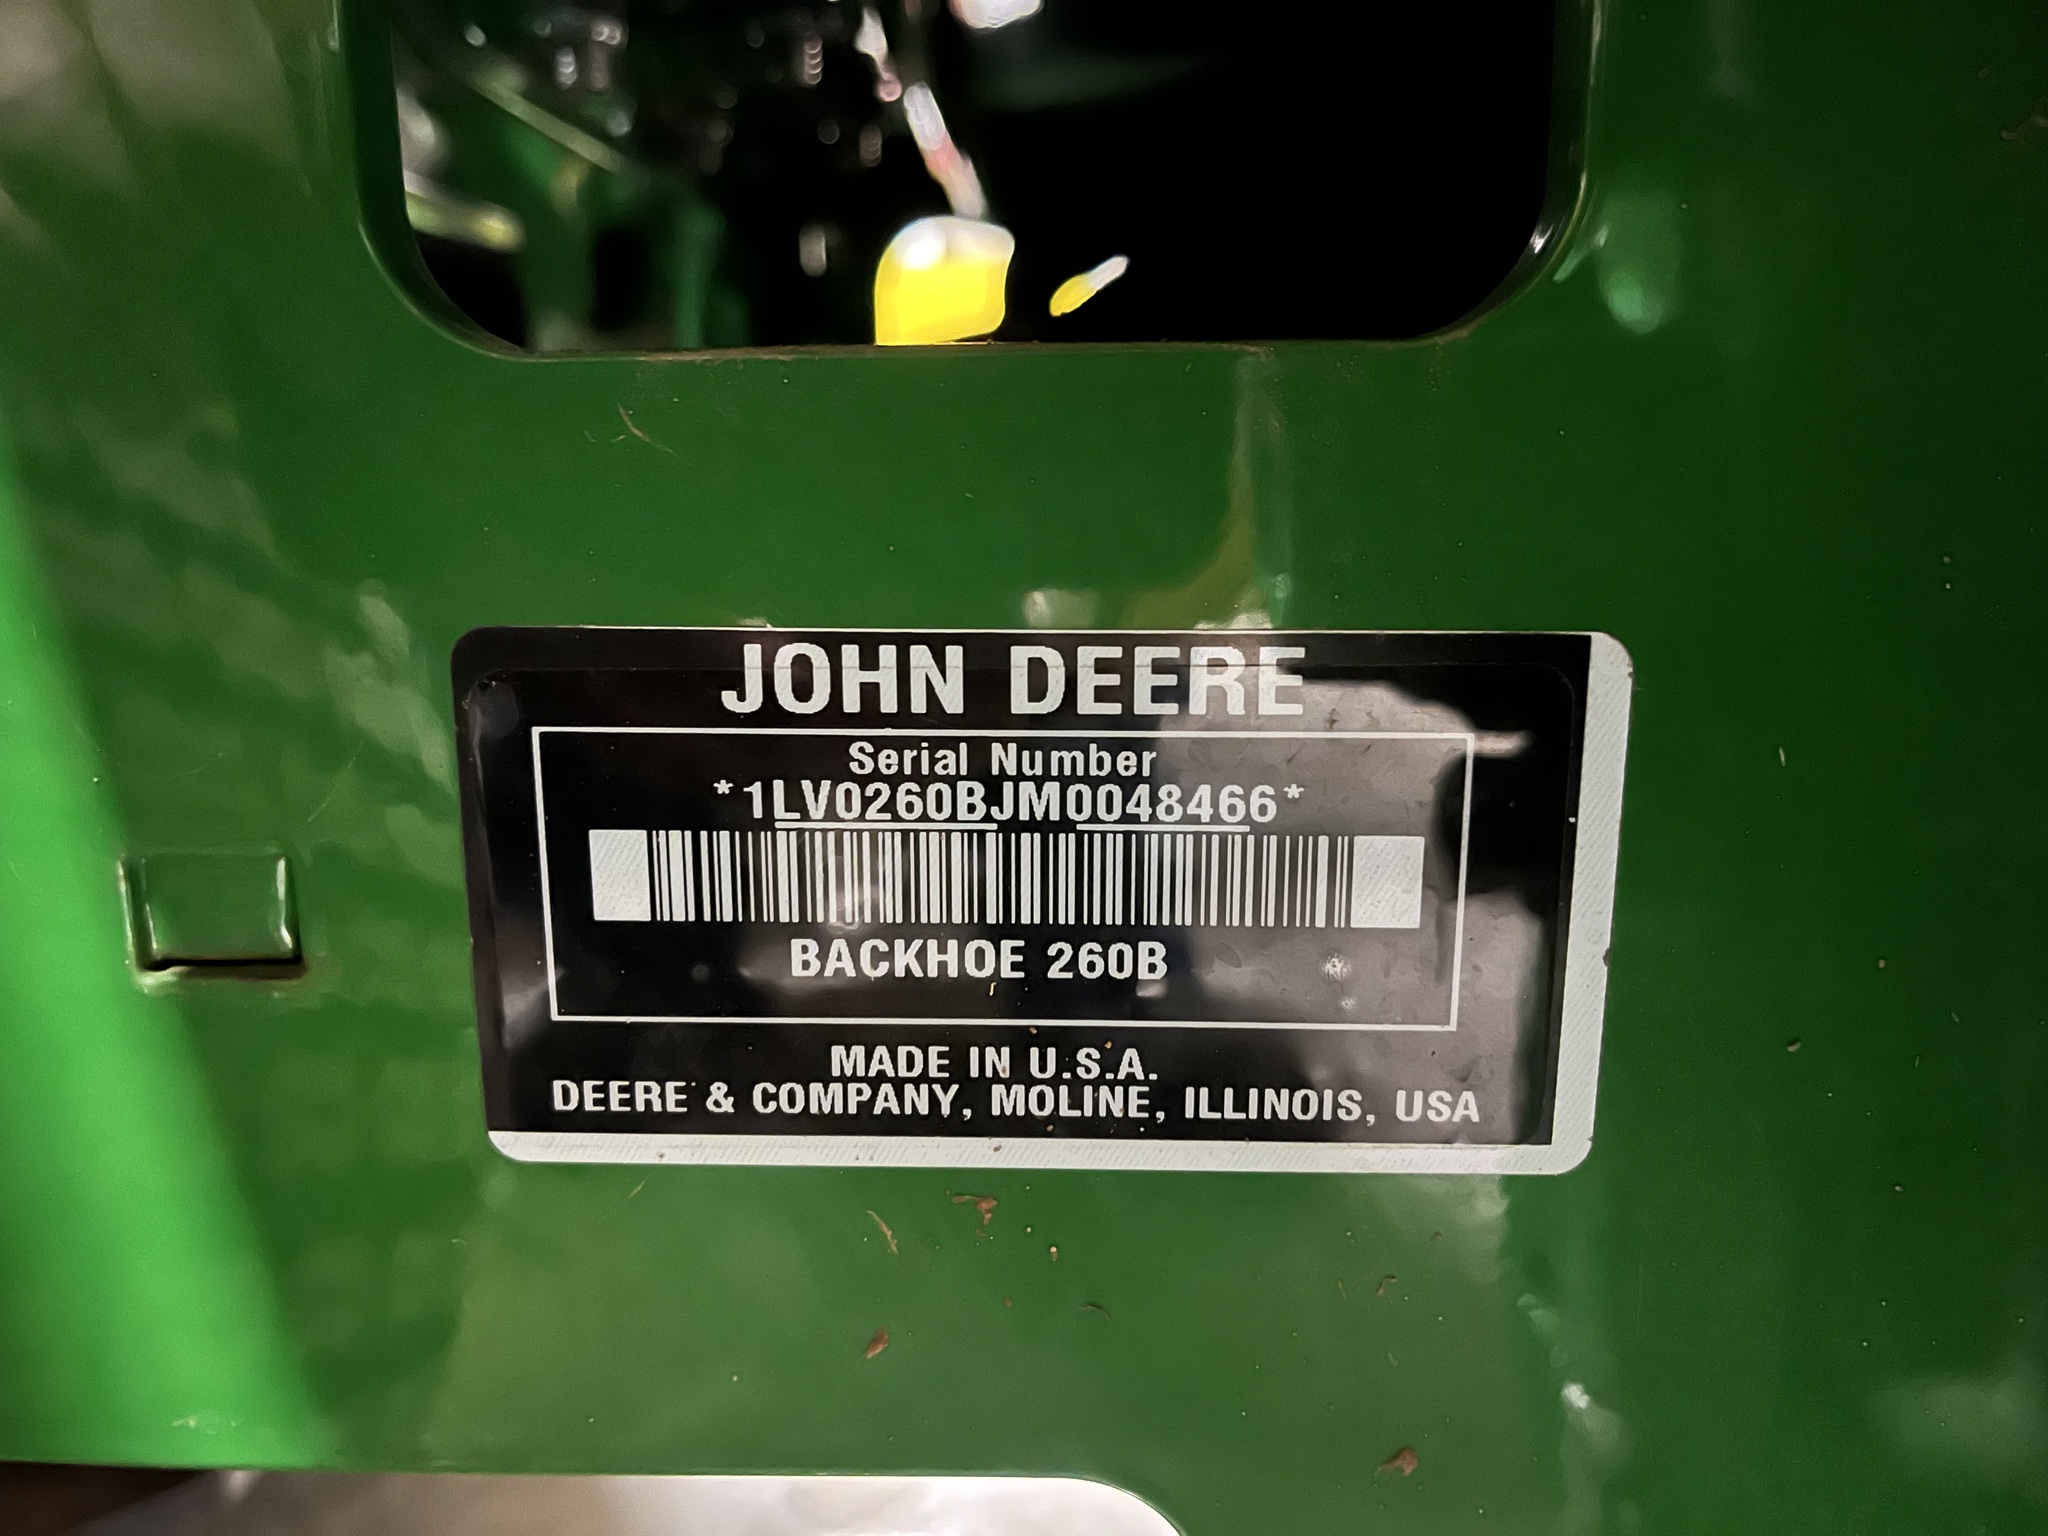 JOHN DEERE
Serial Number
*1LV0260BJM0048466*
BACKHOE 260B
MADE IN U.S.A.
DEERE & COMPANY, MOLINE, ILLINOIS, USA